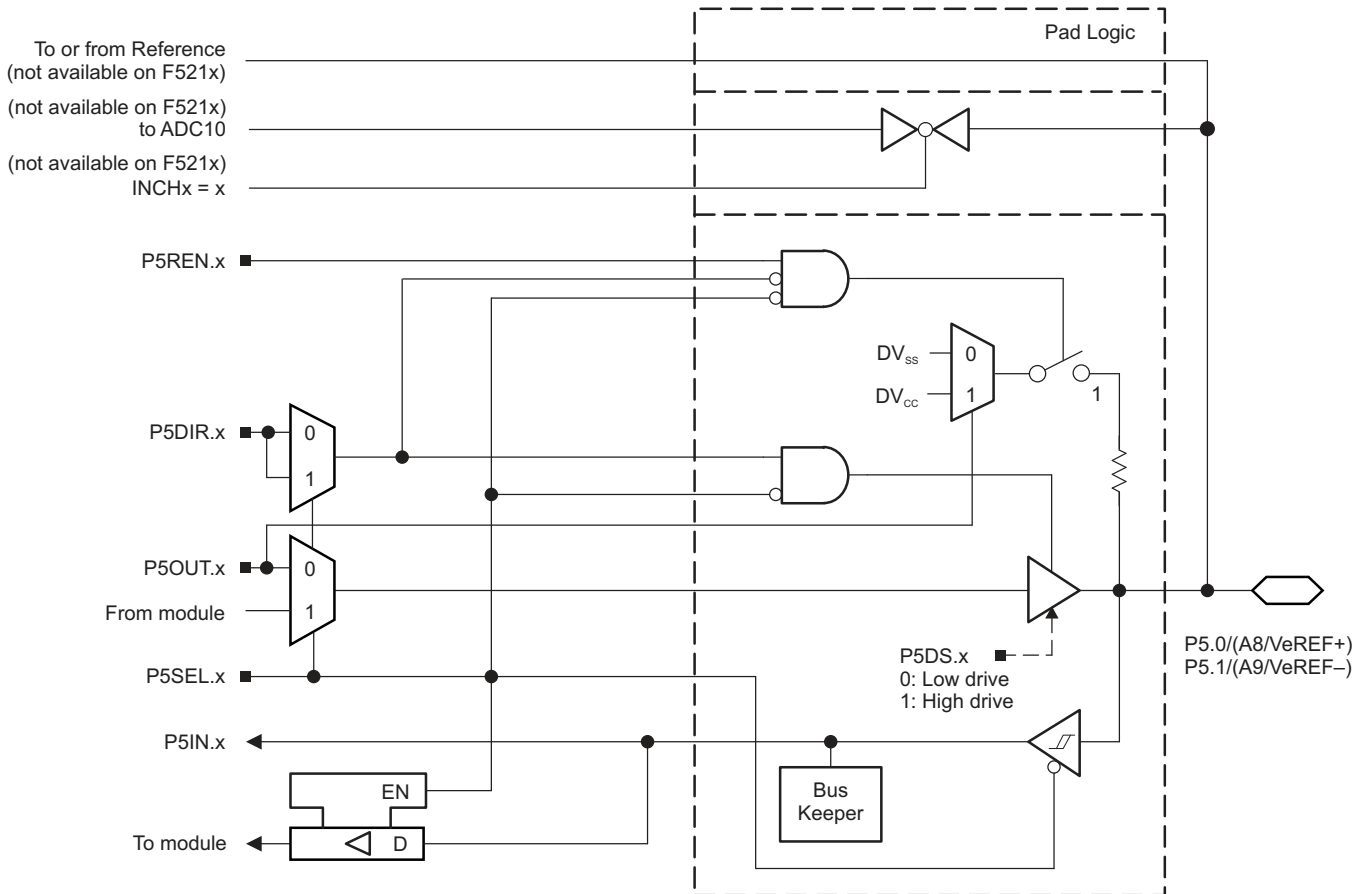 Pad Logic
To or from Reference
(not available on F521x)
(not available on F521x)
to ADC10
(not available on F521x)
INCHx = x
P5REN.x
DVSS
0
DVCC
1
1
P5DIR.x
0
1
P5OUT.x
0
From module
1
P5DS.x
0: Low drive
1: High drive
P5.0/(A8/VeREF+)
P5.1/(A9/VeREF–)
P5SEL.x
P5IN.x
Bus
Keeper
EN
To module
D